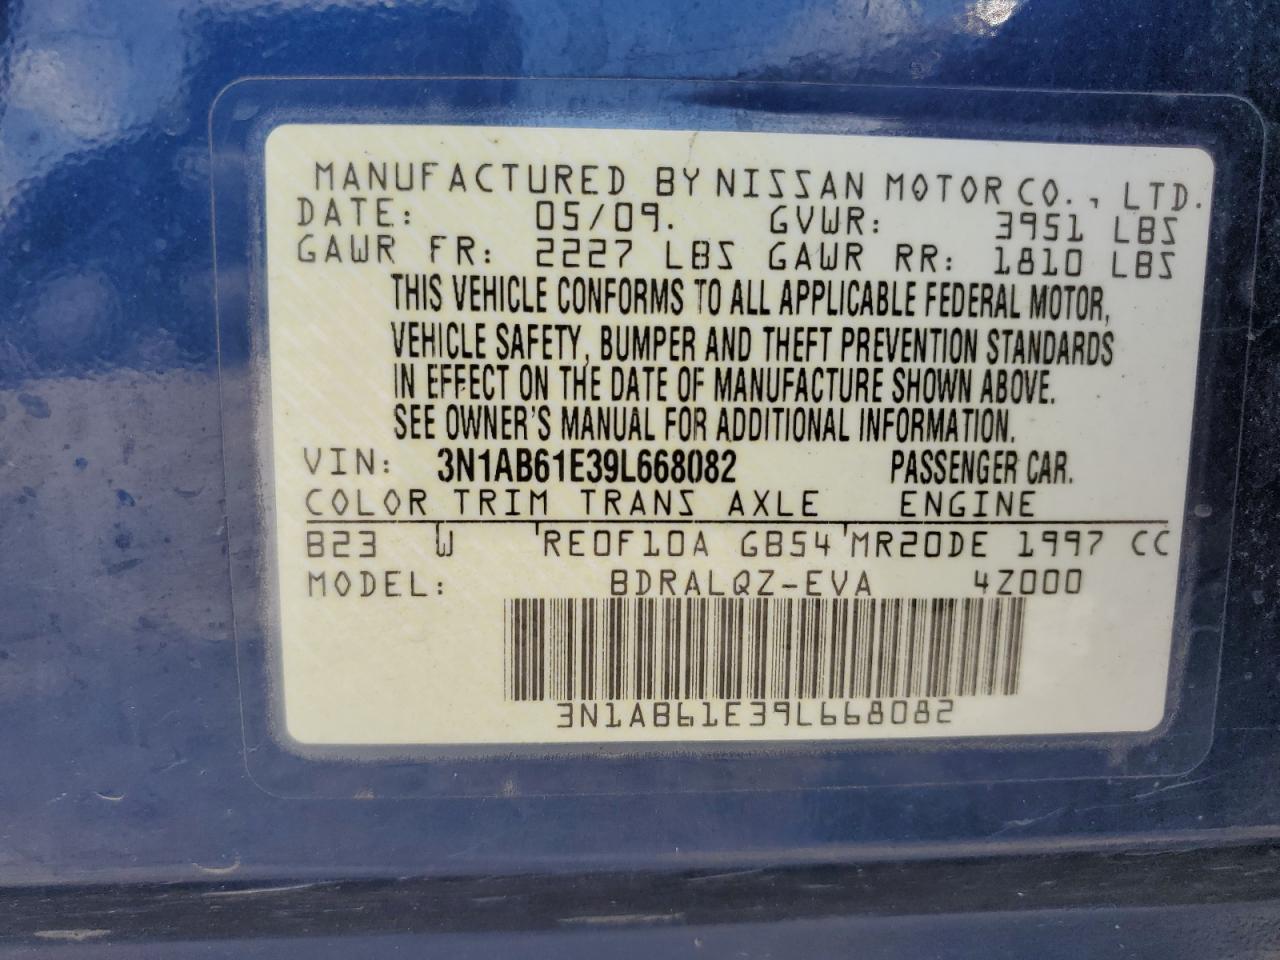 MANUFACTURED BY NISSAN MOTOR CO., LTD.
DATE: 05/09. GVWR: 3951 LBS
GAWR FR: 2227 LBS GAWR RR: 1810 LBS
THIS VEHICLE CONFORMS TO ALL APPLICABLE FEDERAL MOTOR,
VEHICLE SAFETY, BUMPER AND THEFT PREVENTION STANDARDS
IN EFFECT ON THE DATE OF MANUFACTURE SHOWN ABOVE.
SEE OWNER'S MANUAL FOR ADDITIONAL INFORMATION.
VIN: 3N1AB61E39L668082 PASSENGER CAR.
COLOR TRIM TRANS AXLE ENGINE
B23 W RE0F10A GB54 MR20DE 1997 CC
MODEL: BDRALQZ-EVA 4Z000
3N1AB61E39L668082